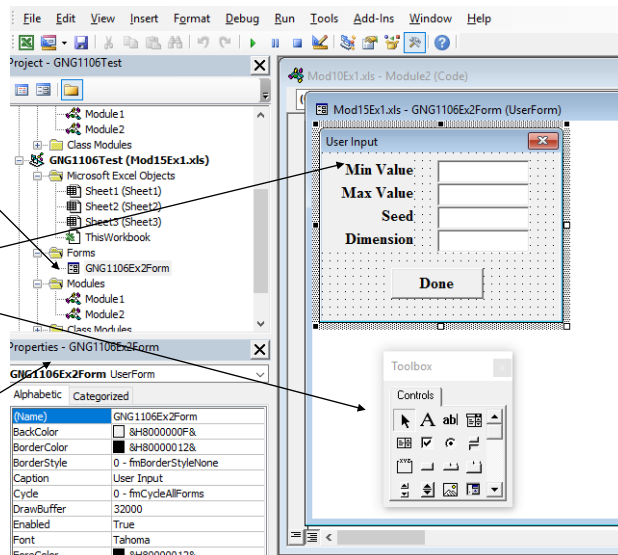 File Edit View Insert Format Debug Run Tools Add-Ins Window Help
Project - GNG1106Test
Module1
Module2
Class Modules
GNG1106Test (Mod15Ex1.xls)
Microsoft Excel Objects
Sheet1 (Sheet1)
Sheet2 (Sheet2)
Sheet3 (Sheet3)
ThisWorkbook
Forms
GNG1106Ex2Form
Modules
Module1
Module2
Class Modules
Properties - GNG1106Ex2Form
GNG1106Ex2Form UserForm
Alphabetic Categorized
(Name) GNG1106Ex2Form
BackColor &H8000000F&
BorderColor &H80000012&
BorderStyle 0 - fmBorderStyleNone
Caption User Input
Cycle 0 - fmCycleAllForms
DrawBuffer 32000
Enabled True
Font Tahoma
ForeColor &H80000012&
Mod10Ex1.xls - Module2 (Code)
Mod15Ex1.xls - GNG1106Ex2Form (UserForm)
User Input
Min Value
Max Value
Seed
Dimension
Done
Toolbox
Controls
A ab
xyz